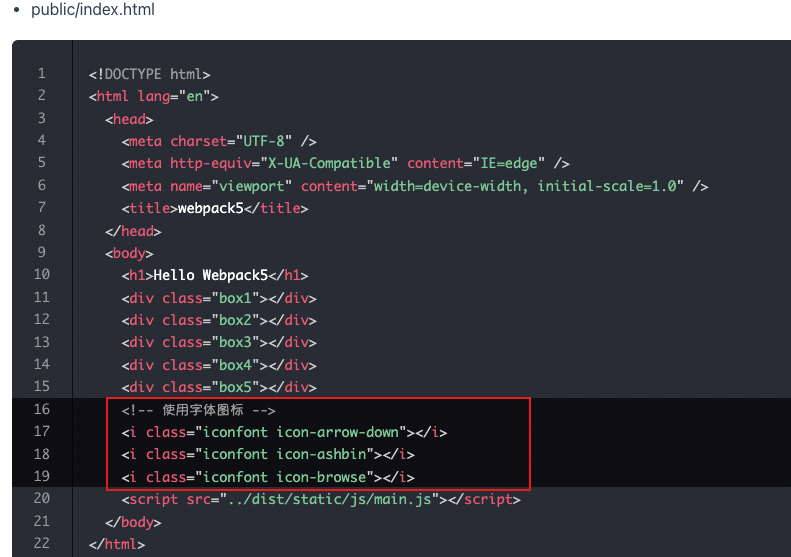 • public/index.html
1 <!DOCTYPE html>
2 <html lang="en">
3   <head>
4     <meta charset="UTF-8" />
5     <meta http-equiv="X-UA-Compatible" content="IE=edge" />
6     <meta name="viewport" content="width=device-width, initial-scale=1.0" />
7     <title>webpack5</title>
8   </head>
9   <body>
10     <h1>Hello Webpack5</h1>
11     <div class="box1"></div>
12     <div class="box2"></div>
13     <div class="box3"></div>
14     <div class="box4"></div>
15     <div class="box5"></div>
16     <!-- 使用字体图标 -->
17     <i class="iconfont icon-arrow-down"></i>
18     <i class="iconfont icon-ashbin"></i>
19     <i class="iconfont icon-browse"></i>
20     <script src="../dist/static/js/main.js"></script>
21   </body>
22 </html>